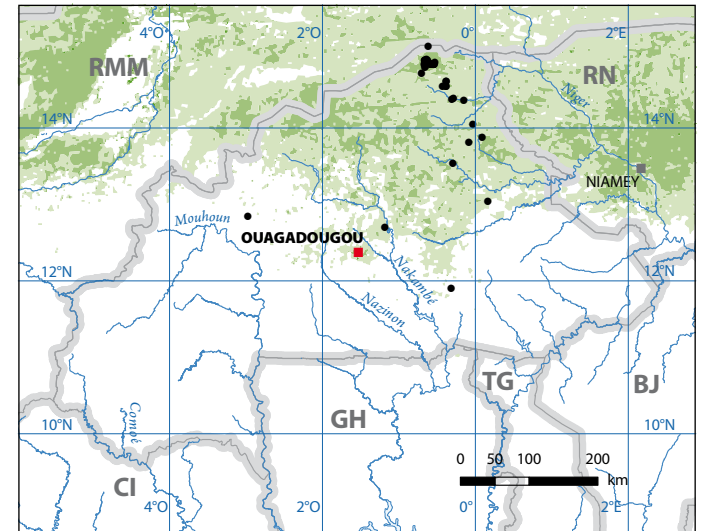 4°O 2°O 0° 2°E
RMM
RN
Niger
14°N 14°N
NIAMEY
Mouhoun
OUAGADOUGOU
Nakambé
12°N 12°N
Nazinon
TG
BJ
GH
Comoé
10°N 10°N
0 50 100 200
km
CI
4°O 2°O 0° 2°E